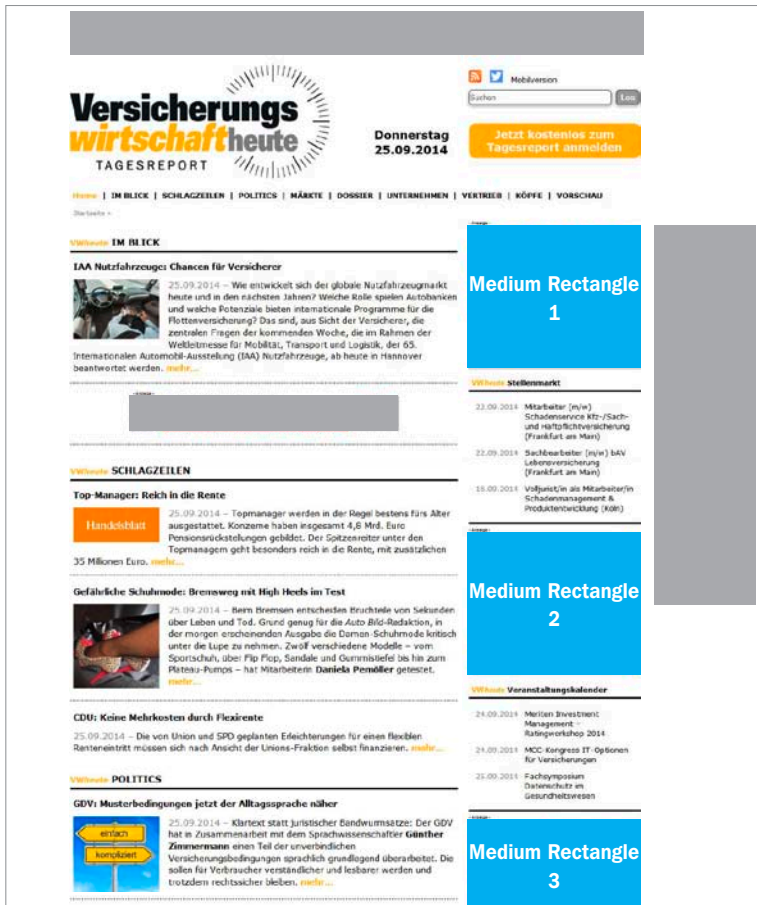 Versicherungs
wirtschaftheute
TAGESREPORT
Donnerstag
25.09.2014
Mobilversion
Suchen
Los
Jetzt kostenlos zum
Tagesreport anmelden
Home | IM BLICK | SCHLAGZEILEN | POLITICS | MÄRKTE | DOSSIER | UNTERNEHMEN | VERTRIEB | KÖPFE | VORSCHAU
Startseite »
VWheute IM BLICK
IAA Nutzfahrzeuge: Chancen für Versicherer
25.09.2014 – Wie entwickelt sich der globale Nutzfahrzeugmarkt
heute und in den nächsten Jahren? Welche Rolle spielen Autobanken
und welche Potenziale bieten internationale Programme für die
Flottenversicherung? Das sind, aus Sicht der Versicherer, die
zentralen Fragen der kommenden Woche, die im Rahmen der
Weltleitmesse für Mobilität, Transport und Logistik, der 65.
Internationalen Automobil-Ausstellung (IAA) Nutzfahrzeuge, ab heute in Hannover
beantwortet werden. mehr...
- Anzeige -
VWheute SCHLAGZEILEN
Top-Manager: Reich in die Rente
Handelsblatt
25.09.2014 – Topmanager werden in der Regel bestens fürs Alter
ausgestattet. Konzerne haben insgesamt 4,8 Mrd. Euro
Pensionsrückstellungen gebildet. Der Spitzenreiter unter den
Topmanagern geht besonders reich in die Rente, mit zusätzlichen
35 Milionen Euro. mehr...
Gefährliche Schuhmode: Bremsweg mit High Heels im Test
25.09.2014 – Beim Bremsen entscheiden Bruchteile von Sekunden
über Leben und Tod. Grund genug für die Auto Bild-Redaktion, in
der morgen erscheinenden Ausgabe die Damen-Schuhmode kritisch
unter die Lupe zu nehmen. Zwölf verschiedene Modelle – vom
Sportschuh, über Flip Flop, Sandale und Gummistiefel bis hin zum
Plateau-Pumps – hat Mitarbeiterin Daniela Pemöller getestet.
mehr...
CDU: Keine Mehrkosten durch Flexirente
25.09.2014 – Die von Union und SPD geplanten Erleichterungen für einen flexiblen
Renteneintritt müssen sich nach Ansicht der Unions-Fraktion selbst finanzieren. mehr...
VWheute POLITICS
GDV: Musterbedingungen jetzt der Alltagssprache näher
einfach
kompliziert
25.09.2014 – Klartext statt juristischer Bandwurmsätze: Der GDV
hat in Zusammenarbeit mit dem Sprachwissenschaftler Günther
Zimmermann einen Teil der unverbindlichen
Versicherungsbedingungen sprachlich grundlegend überarbeitet. Die
sollen für Verbraucher verständlicher und lesbarer werden und
trotzdem rechtssicher bleiben. mehr...
- Anzeige -
Medium Rectangle
1
VWheute Stellenmarkt
23.09.2014 Mitarbeiter (m/w)
Schadenservice Kfz-/Sach-
und Haftpflichtversicherung
(Frankfurt am Main)
22.09.2014 Sachbearbeiter (m/w) bAV
Lebensversicherung
(Frankfurt am Main)
18.09.2014 Volljurist/in als Mitarbeiter/in
Schadenmanagement &
Produktentwicklung (Köln)
- Anzeige -
Medium Rectangle
2
VWheute Veranstaltungskalender
24.09.2014 Meriten Investment
Management -
Ratingworkshop 2014
24.09.2014 MCC-Kongress IT-Optionen
für Versicherungen
25.09.2014 Fachsymposium
Datenschutz im
Gesundheitswesen
- Anzeige -
Medium Rectangle
3